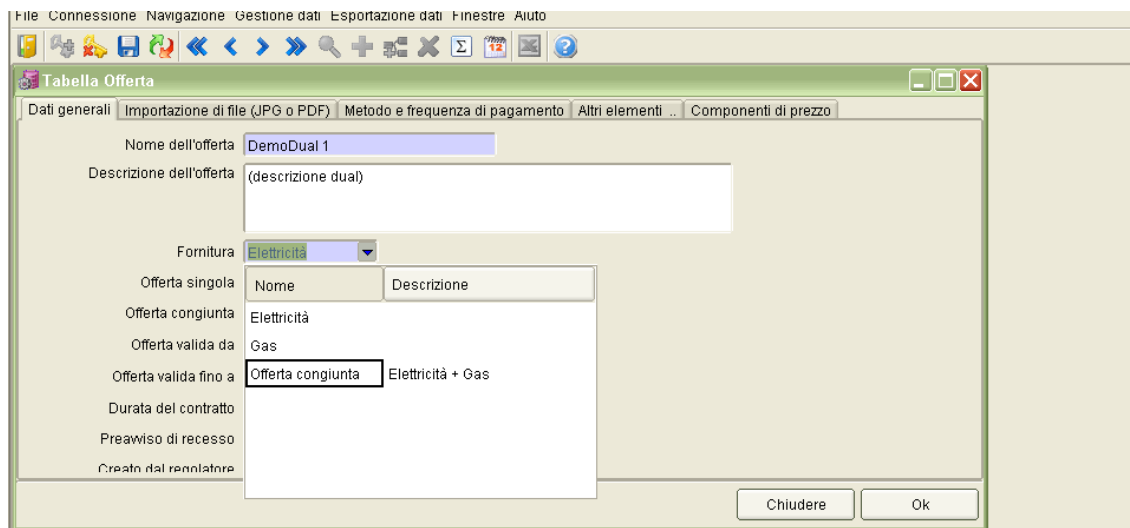 File Connessione Navigazione Gestione dati Esportazione dati Finestre Aiuto
Σ 12 ?
Tabella Offerta
Dati generali Importazione di file (JPG o PDF) Metodo e frequenza di pagamento Altri elementi .. Componenti di prezzo
Nome dell'offerta DemoDual 1
Descrizione dell'offerta (descrizione dual)
Fornitura Elettricità
Offerta singola Nome Descrizione
Offerta congiunta Elettricità
Offerta valida da Gas
Offerta valida fino a Offerta congiunta Elettricità + Gas
Durata del contratto
Preavviso di recesso
Creato dal regolatore
Chiudere Ok